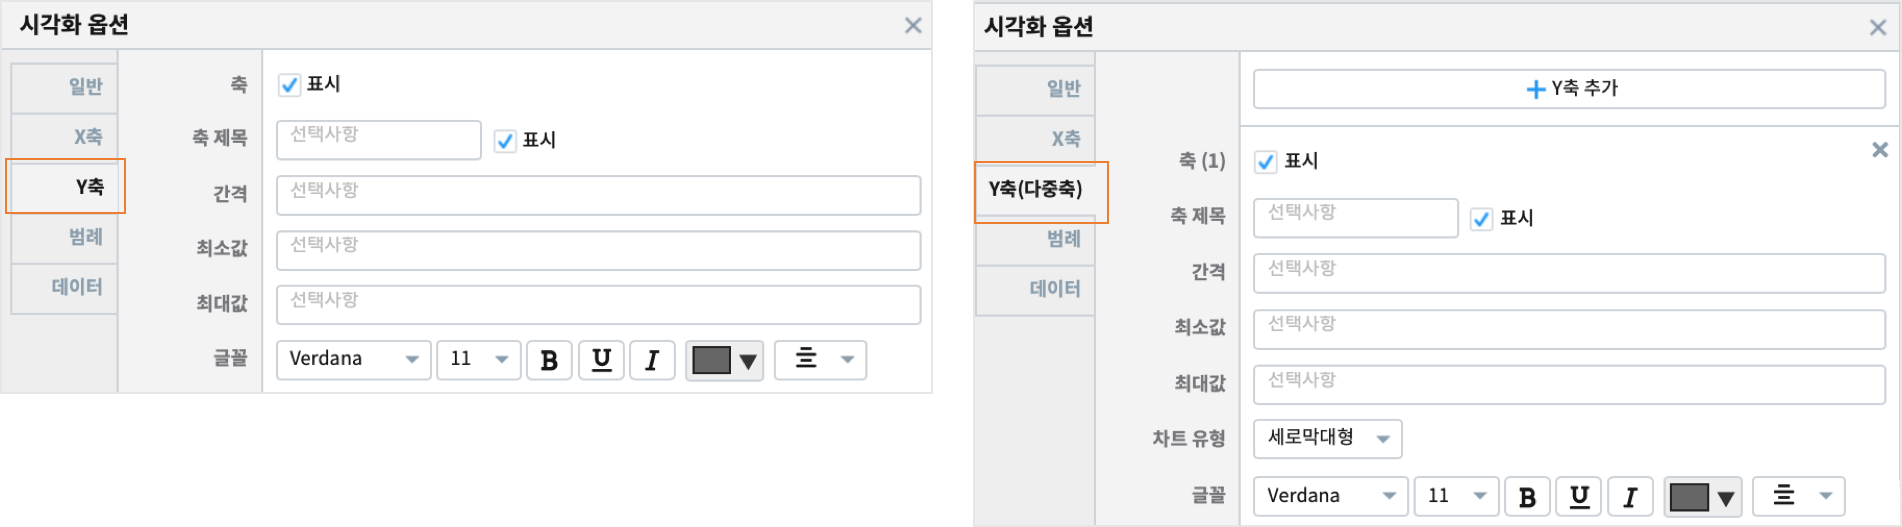 시각화 옵션
일반
X축
Y축
범례
데이터
축 표시
축 제목 선택사항 표시
간격 선택사항
최소값 선택사항
최대값 선택사항
글꼴 Verdana 11 B U I
시각화 옵션
일반
X축
Y축(다중축)
범례
데이터
Y축 추가
축 (1) 표시
축 제목 선택사항 표시
간격 선택사항
최소값 선택사항
최대값 선택사항
차트 유형 세로막대형
글꼴 Verdana 11 B U I